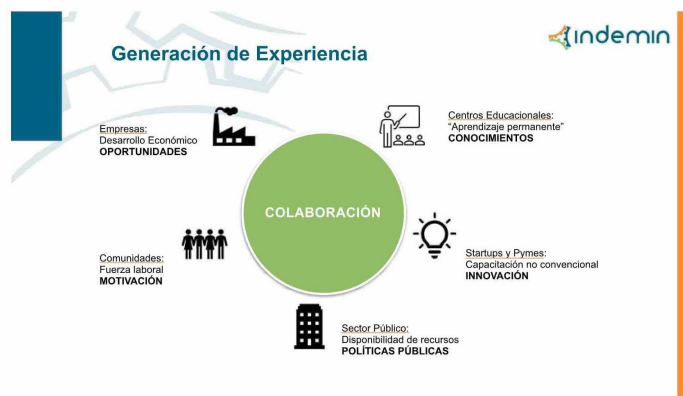 Generación de Experiencia
indemin
Empresas:
Desarrollo Económico
OPORTUNIDADES
Centros Educacionales:
“Aprendizaje permanente”
CONOCIMIENTOS
COLABORACIÓN
Comunidades:
Fuerza laboral
MOTIVACIÓN
Startups y Pymes:
Capacitación no convencional
INNOVACIÓN
Sector Público:
Disponibilidad de recursos
POLÍTICAS PÚBLICAS